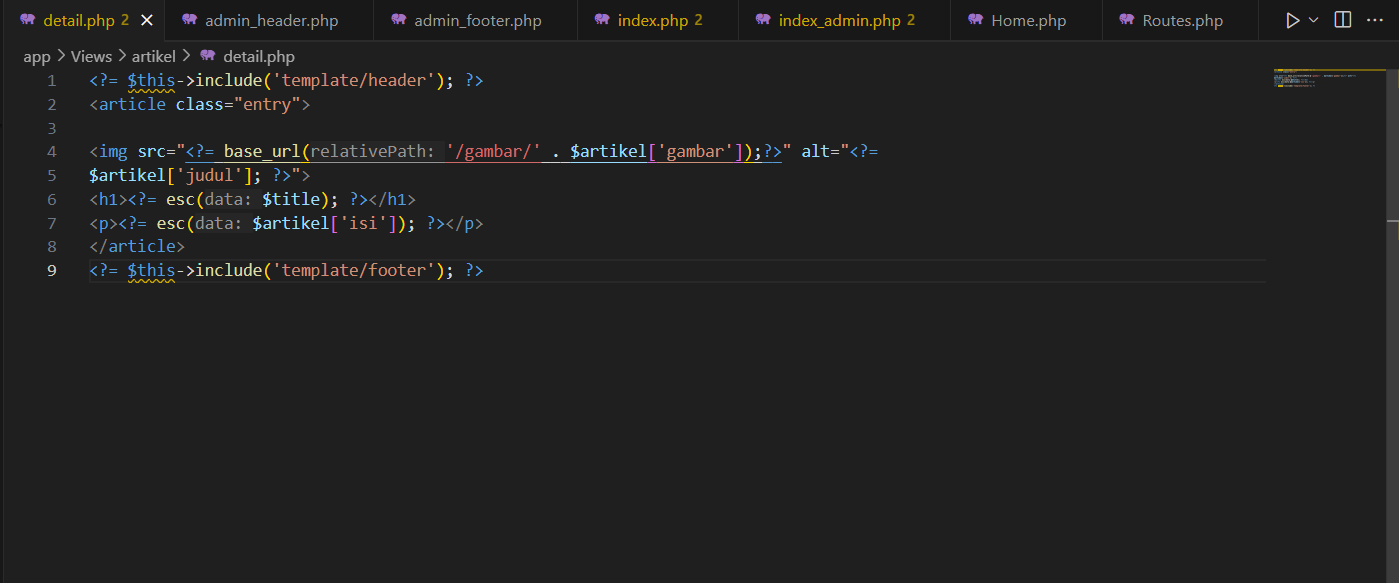 detail.php 2 admin_header.php admin_footer.php index.php 2 index_admin.php 2 Home.php Routes.php
app > Views > artikel > detail.php
1 <?= $this->include('template/header'); ?>
2 <article class="entry">
3
4 <img src="<?= base_url(relativePath: '/gambar/' . $artikel['gambar']);?>" alt="<?=
5 $artikel['judul']; ?>">
6 <h1><?= esc(data: $title); ?></h1>
7 <p><?= esc(data: $artikel['isi']); ?></p>
8 </article>
9 <?= $this->include('template/footer'); ?>